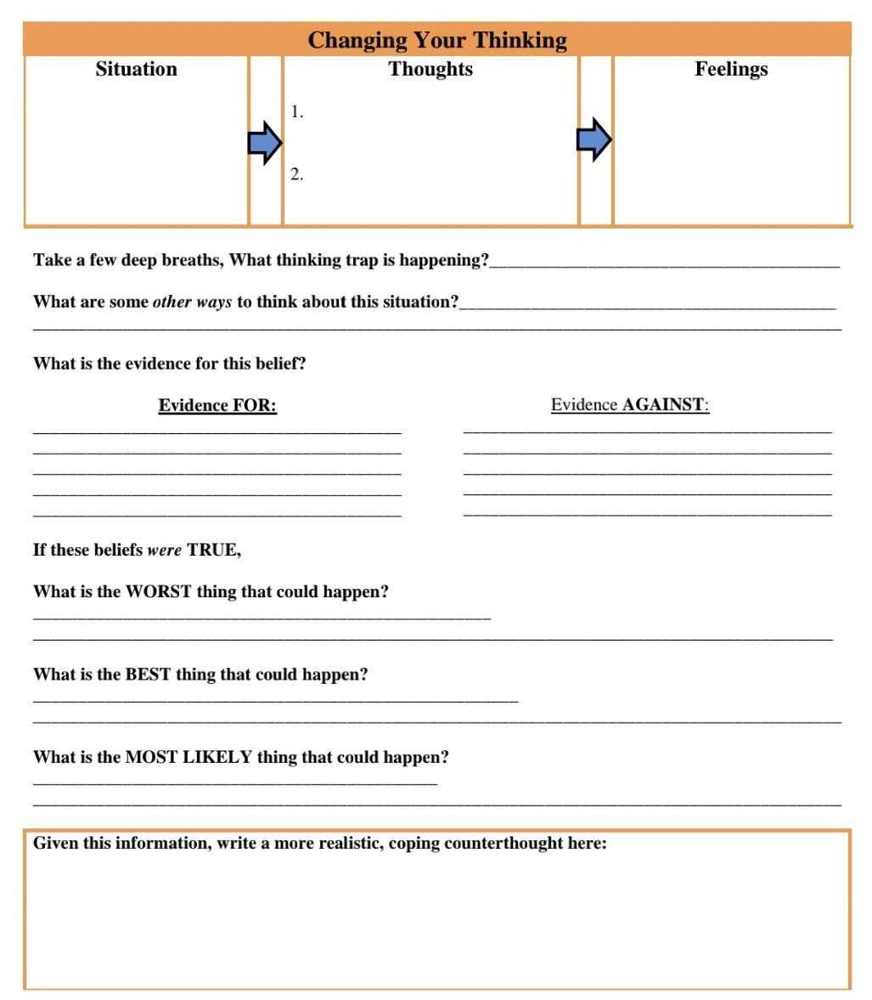 Changing Your Thinking
Situation
Thoughts
Feelings
1.
2.
Take a few deep breaths, What thinking trap is happening?
What are some other ways to think about this situation?
What is the evidence for this belief?
Evidence FOR:
Evidence AGAINST:
If these beliefs were TRUE,
What is the WORST thing that could happen?
What is the BEST thing that could happen?
What is the MOST LIKELY thing that could happen?
Given this information, write a more realistic, coping counterthought here: